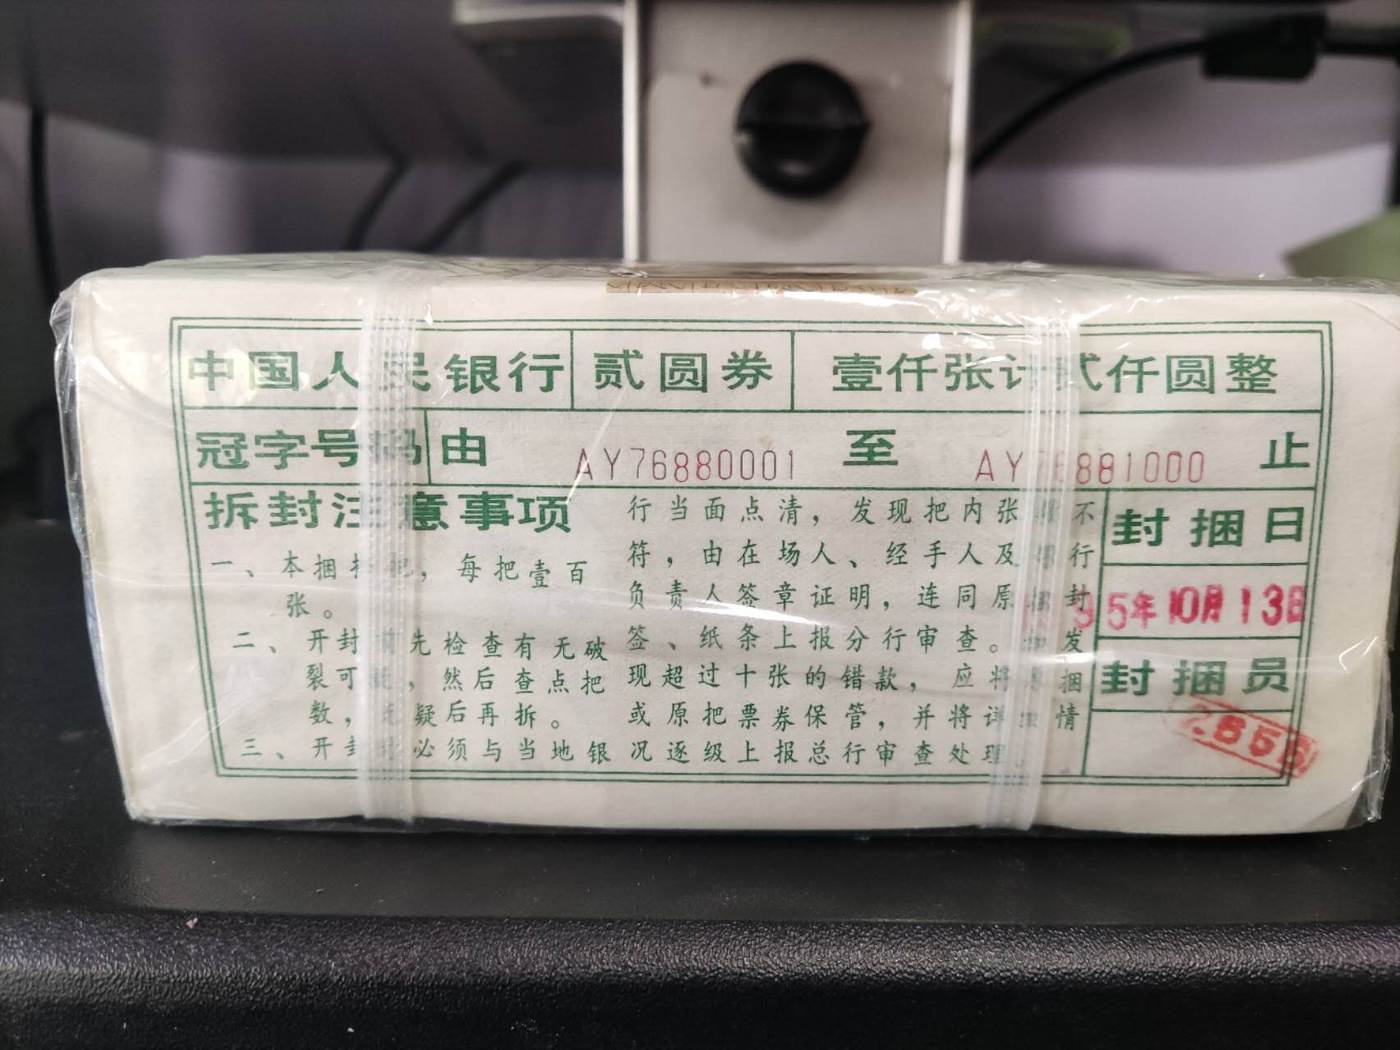 中国人民银行 贰圆券 壹仟张计贰仟圆整
冠字号码 由 AY76880001 至 AY76881000 止
拆封注意事项
一、本捆 把，每把壹百
张。
二、开封前先检查有无破
裂可疑，然后查点把
数，无疑后再拆。
三、开封时必须与当地银
行当面点清，发现把内张 不
符，由在场人、经手人及 行
负责人签章证明，连同原捆封
签、纸条上报分行审查。如发
现超过十张的错款，应将原捆
或原把票券保管，并将详细情
况逐级上报总行审查处理。
封捆日
95年10月13日
封捆员